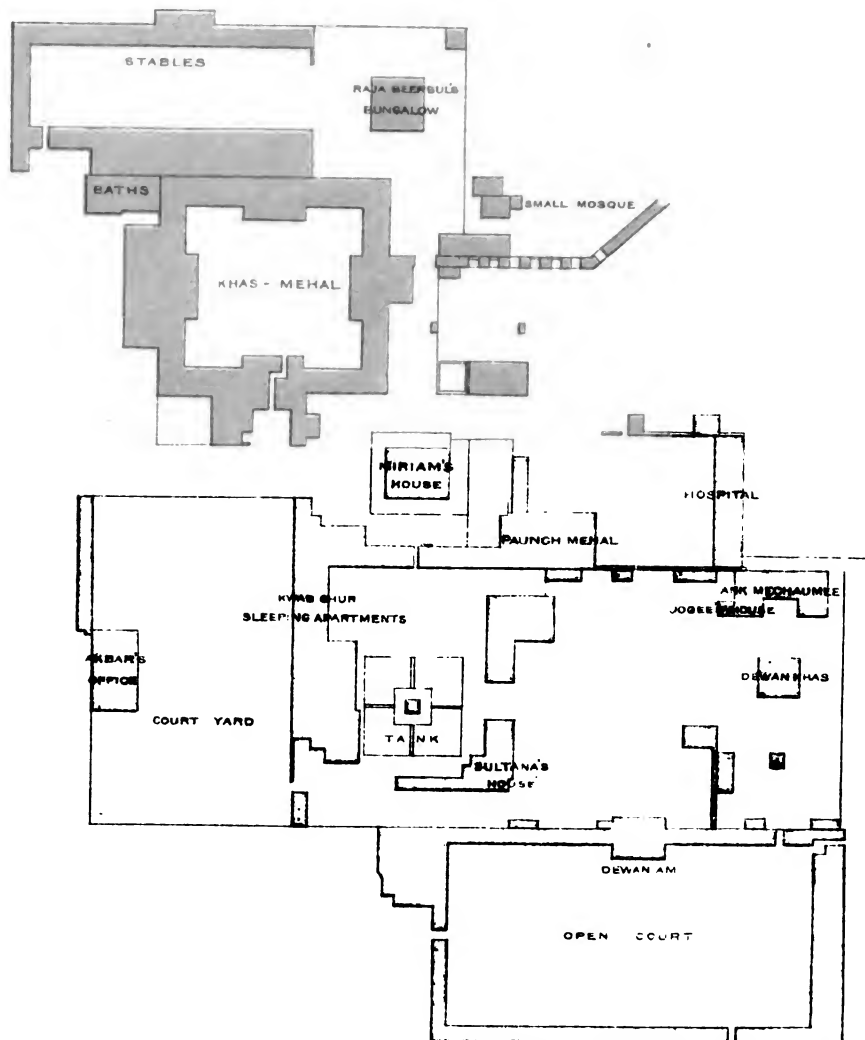 STABLES
RAJA BEERBUL'S
BUNGALOW
BATHS
SMALL MOSQUE
KHAS - MEHAL
MIRIAM'S
HOUSE
HOSPITAL
PAUNCH MEHAL
KWAB GHUR
SLEEPING APARTMENTS
ANK MECHAUMEE
JOGEE'S HOUSE
AKBAR'S
OFFICE
DEWAN KHAS
COURT YARD
TANK
SULTANA'S
HOUSE
DEWAN AM
OPEN COURT